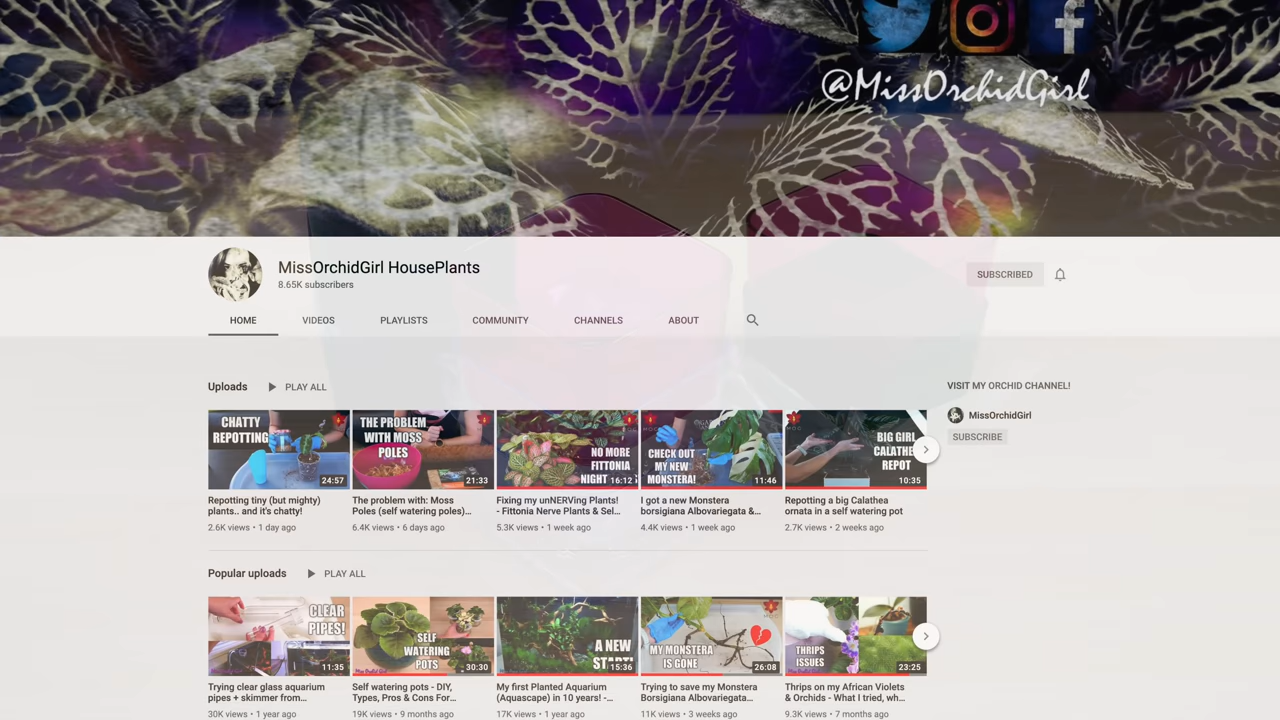 @MissOrchidGirl
MissOrchidGirl HousePlants
8.65K subscribers
SUBSCRIBED
HOME VIDEOS PLAYLISTS COMMUNITY CHANNELS ABOUT
Uploads PLAY ALL
VISIT MY ORCHID CHANNEL!
MissOrchidGirl
SUBSCRIBE
CHATTY
REPOTTING
24:57
Repotting tiny (but mighty)
plants.. and it's chatty!
2.6K views • 1 day ago
THE PROBLEM
WITH MOSS
POLES
21:33
The problem with: Moss
Poles (self watering poles)...
6.4K views • 6 days ago
NO MORE
FITTONIA
NIGHT
16:12
Fixing my unNERVing Plants!
- Fittonia Nerve Plants & Sel...
5.3K views • 1 week ago
CHECK OUT
MY NEW
MONSTERA!
11:46
I got a new Monstera
borsigiana Albovariegata &...
4.4K views • 1 week ago
BIG GIRL
CALATHEA
REPOT
10:35
Repotting a big Calathea
ornata in a self watering pot
2.7K views • 2 weeks ago
Popular uploads PLAY ALL
CLEAR
PIPES!
11:35
Trying clear glass aquarium
pipes + skimmer from...
30K views • 1 year ago
SELF
WATERING
POTS
30:30
Self watering pots - DIY,
Types, Pros & Cons For...
19K views • 9 months ago
A NEW
START!
15:36
My first Planted Aquarium
(Aquascape) in 10 years! -...
17K views • 1 year ago
MY MONSTERA
IS GONE
26:08
Trying to save my Monstera
Borsigiana Albovariegata...
11K views • 3 weeks ago
THRIPS
ISSUES
23:25
Thrips on my African Violets
& Orchids - What I tried, wh...
9.3K views • 7 months ago